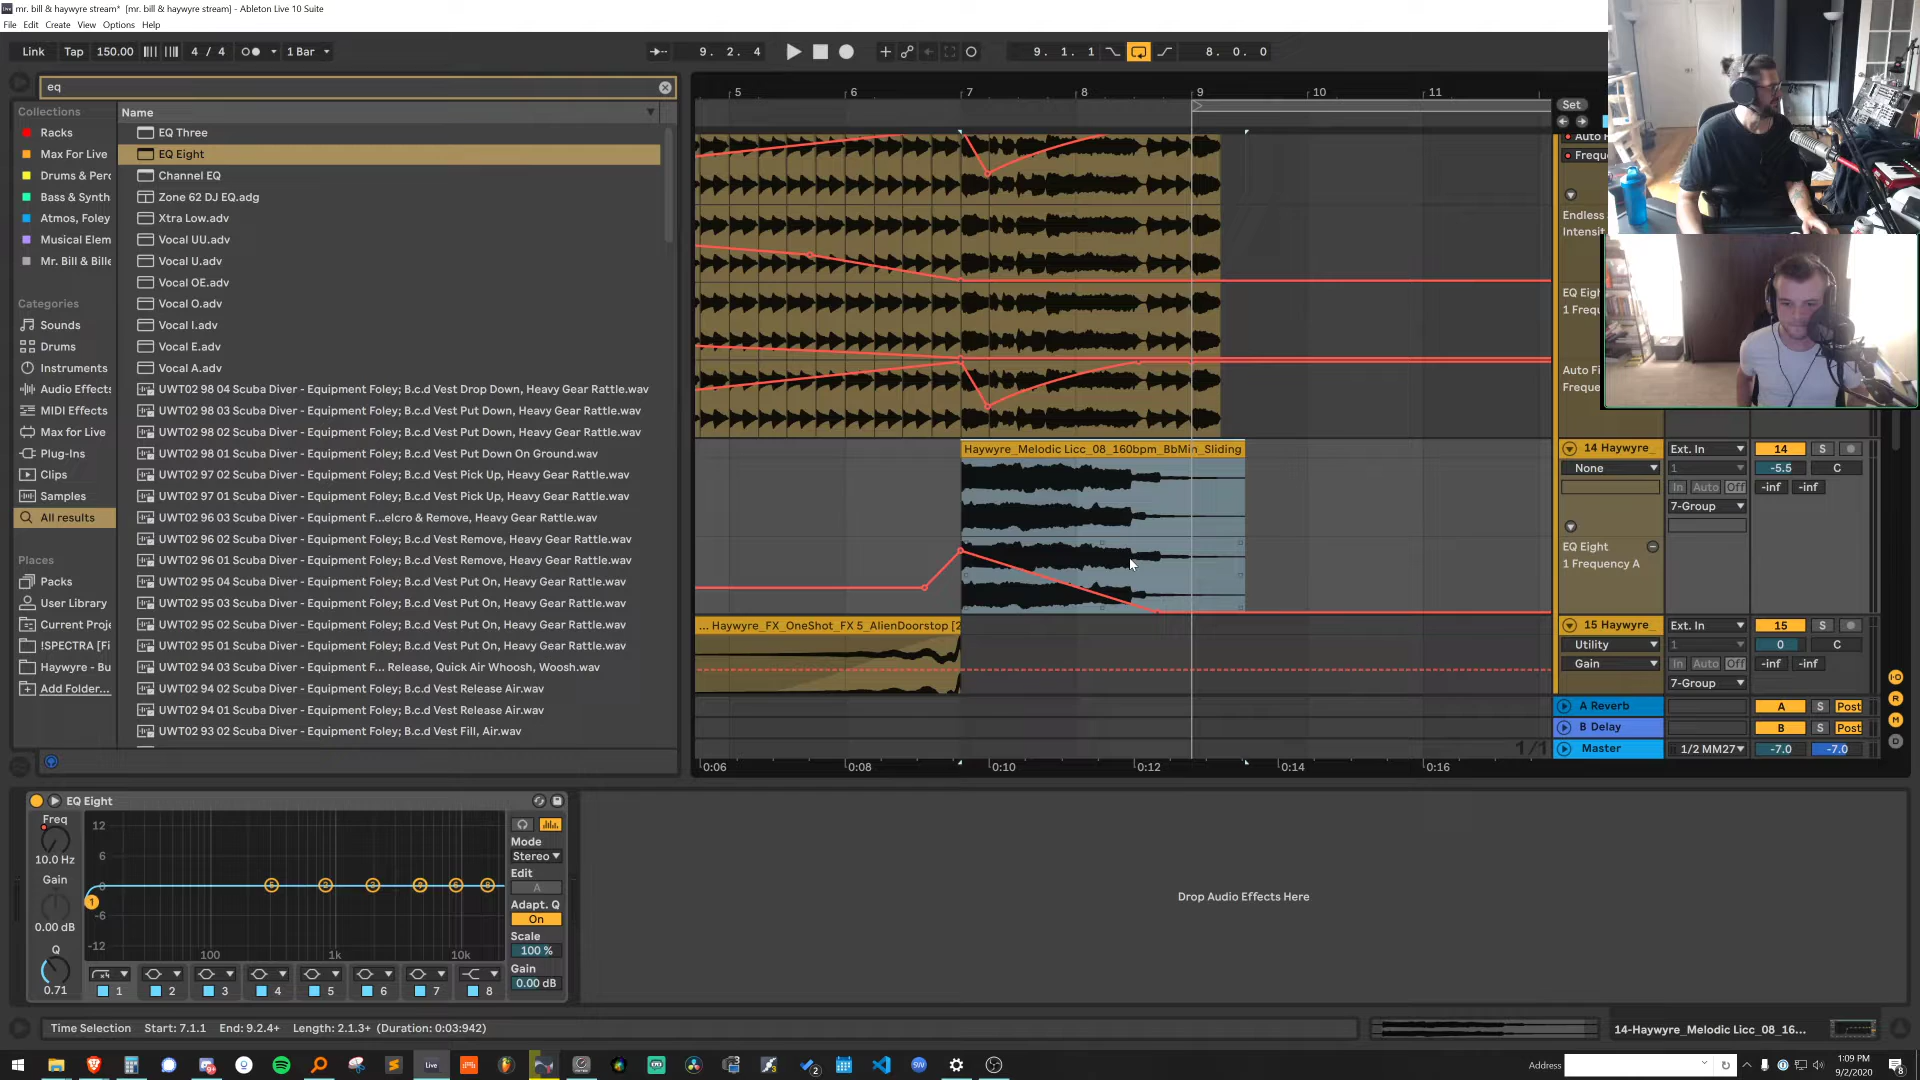 mr. bill & haywyre stream* [mr. bill & haywyre stream] - Ableton Live 10 Suite
File Edit Create View Options Help
Link Tap 150.00 4 / 4 1 Bar 9. 2. 4 9. 1. 1 8. 0. 0
eq
Collections
Racks
Max For Live
Drums & Perc
Bass & Synth
Atmos, Foley
Musical Elem
Mr. Bill & Bille
Categories
Sounds
Drums
Instruments
Audio Effects
MIDI Effects
Max for Live
Plug-Ins
Clips
Samples
All results
Places
Packs
User Library
Current Proje
!SPECTRA [Fi
Haywyre - Bu
Add Folder...
Name
EQ Three
EQ Eight
Channel EQ
Zone 62 DJ EQ.adg
Xtra Low.adv
Vocal UU.adv
Vocal U.adv
Vocal OE.adv
Vocal O.adv
Vocal I.adv
Vocal E.adv
Vocal A.adv
UWT02 98 04 Scuba Diver - Equipment Foley; B.c.d Vest Drop Down, Heavy Gear Rattle.wav
UWT02 98 03 Scuba Diver - Equipment Foley; B.c.d Vest Put Down, Heavy Gear Rattle.wav
UWT02 98 02 Scuba Diver - Equipment Foley; B.c.d Vest Put Down, Heavy Gear Rattle.wav
UWT02 98 01 Scuba Diver - Equipment Foley; B.c.d Vest Put Down On Ground.wav
UWT02 97 02 Scuba Diver - Equipment Foley; B.c.d Vest Pick Up, Heavy Gear Rattle.wav
UWT02 97 01 Scuba Diver - Equipment Foley; B.c.d Vest Pick Up, Heavy Gear Rattle.wav
UWT02 96 03 Scuba Diver - Equipment F...elcro & Remove, Heavy Gear Rattle.wav
UWT02 96 02 Scuba Diver - Equipment Foley; B.c.d Vest Remove, Heavy Gear Rattle.wav
UWT02 96 01 Scuba Diver - Equipment Foley; B.c.d Vest Remove, Heavy Gear Rattle.wav
UWT02 95 04 Scuba Diver - Equipment Foley; B.c.d Vest Put On, Heavy Gear Rattle.wav
UWT02 95 03 Scuba Diver - Equipment Foley; B.c.d Vest Put On, Heavy Gear Rattle.wav
UWT02 95 02 Scuba Diver - Equipment Foley; B.c.d Vest Put On, Heavy Gear Rattle.wav
UWT02 95 01 Scuba Diver - Equipment Foley; B.c.d Vest Put On, Heavy Gear Rattle.wav
UWT02 94 03 Scuba Diver - Equipment F... Release, Quick Air Whoosh, Woosh.wav
UWT02 94 02 Scuba Diver - Equipment Foley; B.c.d Vest Release Air.wav
UWT02 94 01 Scuba Diver - Equipment Foley; B.c.d Vest Release Air.wav
UWT02 93 02 Scuba Diver - Equipment Foley; B.c.d Vest Fill, Air.wav
5 6 7 8 9 10 11
Set
Auto F
Freque
Endless
Intensit
EQ Eigh
1 Frequ
Auto Fi
Freque
Haywyre_Melodic Licc_08_160bpm_BbMin_Sliding
14 Haywyre_ Ext. In 14 S
None 1 -5.5 C
In Auto Off -inf -inf
7-Group
EQ Eight
1 Frequency A
... Haywyre_FX_OneShot_FX 5_AlienDoorstop [2
15 Haywyre_ Ext. In 15 S
Utility 1 0 C
Gain In Auto Off -inf -inf
7-Group
A Reverb A S Post
B Delay B S Post
1/1 Master 1/2 MM27 -7.0 -7.0
I-O
R
M
D
0:06 0:08 0:10 0:12 0:14 0:16
EQ Eight
Freq
10.0 Hz
Gain
0.00 dB
Q
0.71
12
6
0
-6
-12
100 1k 10k
1 5 2 3 7 6 8
1 2 3 4 5 6 7 8
Mode
Stereo
Edit
A
Adapt. Q
On
Scale
100 %
Gain
0.00 dB
Drop Audio Effects Here
Time Selection Start: 7.1.1 End: 9.2.4+ Length: 2.1.3+ (Duration: 0:03:942)
14-Haywyre_Melodic Licc_08_16...
Live
2
Address
1:09 PM
9/2/2020
8